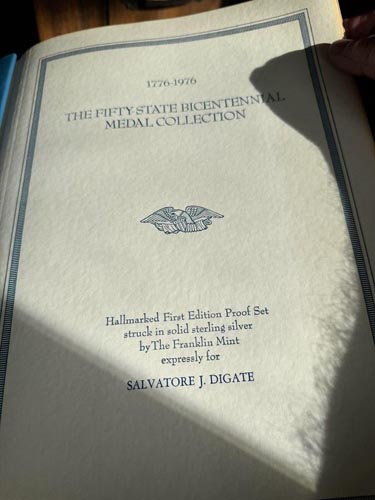 1776-1976
THE FIFTY-STATE BICENTENNIAL
MEDAL COLLECTION
Hallmarked First Edition Proof Set
struck in solid sterling silver
by The Franklin Mint
expressly for
SALVATORE J. DIGATE